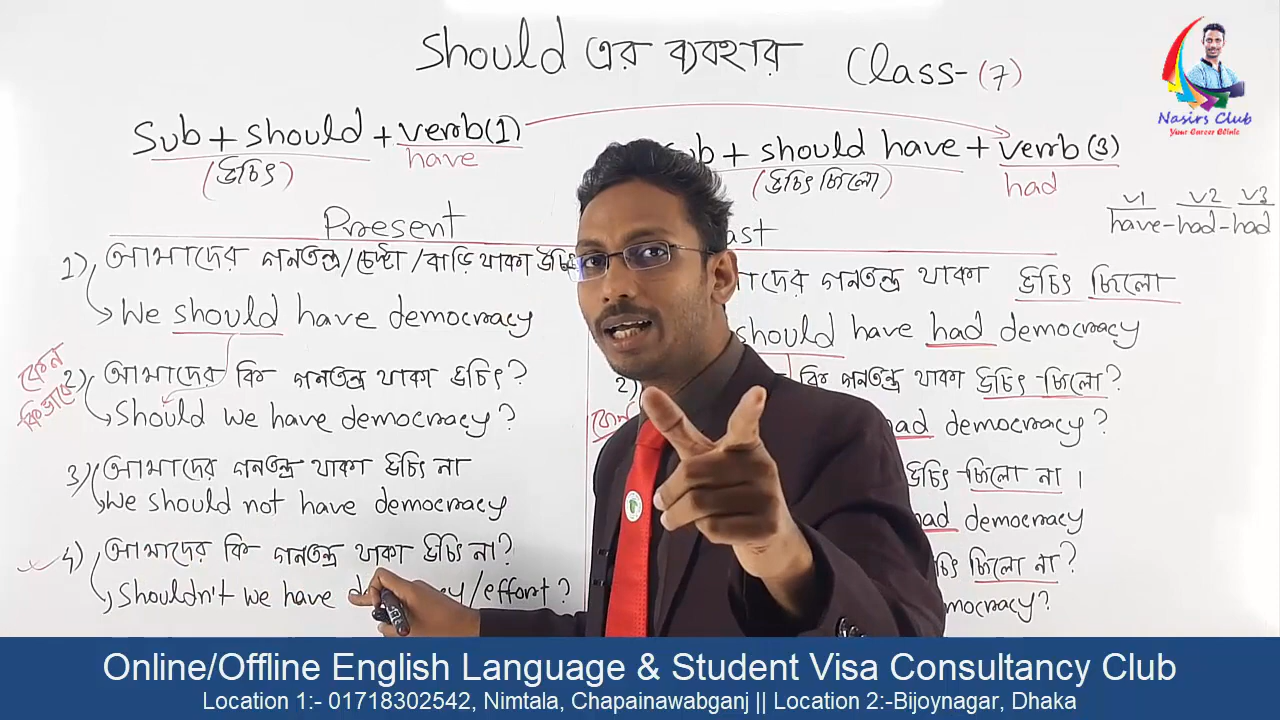 Should এর ব্যবহার Class-(7)
Nasirs Club
Your Career Clinic
Sub + should + verb(1)
have
(উচিৎ)
Sub + should have + verb (3)
had
(উচিৎ ছিলো)
V1 V2 V3
have-had-had
Present
1) আমাদের গনতন্ত্র/চেষ্টা/বাড়ি থাকা উচিৎ
We should have democracy
কেন
কিভাবে
2) আমাদের কি গনতন্ত্র থাকা উচিৎ?
Should we have democracy?
3) আমাদের গনতন্ত্র থাকা উচিৎ না
We should not have democracy
4) আমাদের কি গনতন্ত্র থাকা উচিৎ না?
Shouldn't we have /effort?
গনতন্ত্র থাকা উচিৎ ছিলো
should have had democracy
2) কি গনতন্ত্র থাকা উচিৎ-ছিলো?
had democracy?
উচিৎ-ছিলো না।
had democracy
ছিলো না?
Online/Offline English Language & Student Visa Consultancy Club
Location 1:- 01718302542, Nimtala, Chapainawabganj || Location 2:-Bijoynagar, Dhaka